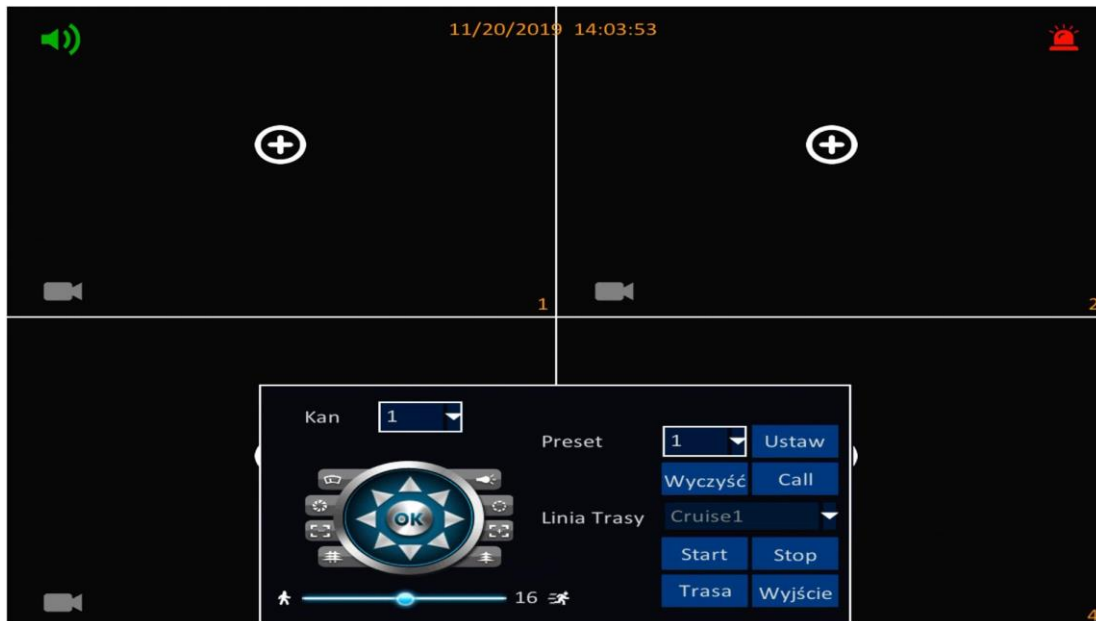 11/20/2019 14:03:53
1
2
Kan 1
Preset 1 Ustaw
Wyczyść Call
OK
Linia Trasy Cruise1
Start Stop
16
Trasa Wyjście
4